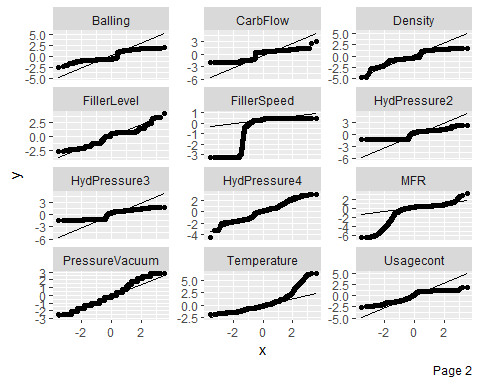 Balling CarbFlow Density
5.0 2.5 0.0 -2.5 -5.0
3 0 -3 -6
5.0 2.5 0.0 -2.5 -5.0
FillerLevel FillerSpeed HydPressure2
2.5 0.0 -2.5
1 0 -1 -2 -3
3 0 -3 -6
y
HydPressure3 HydPressure4 MFR
3 0 -3 -6
2 0 -2 -4
2 0 -2 -4 -6
PressureVacuum Temperature Usagecont
3 2 1 0 -1 -2 -3
5.0 2.5 0.0 -2.5
5.0 2.5 0.0 -2.5 -5.0
-2 0 2 -2 0 2 -2 0 2
x
Page 2